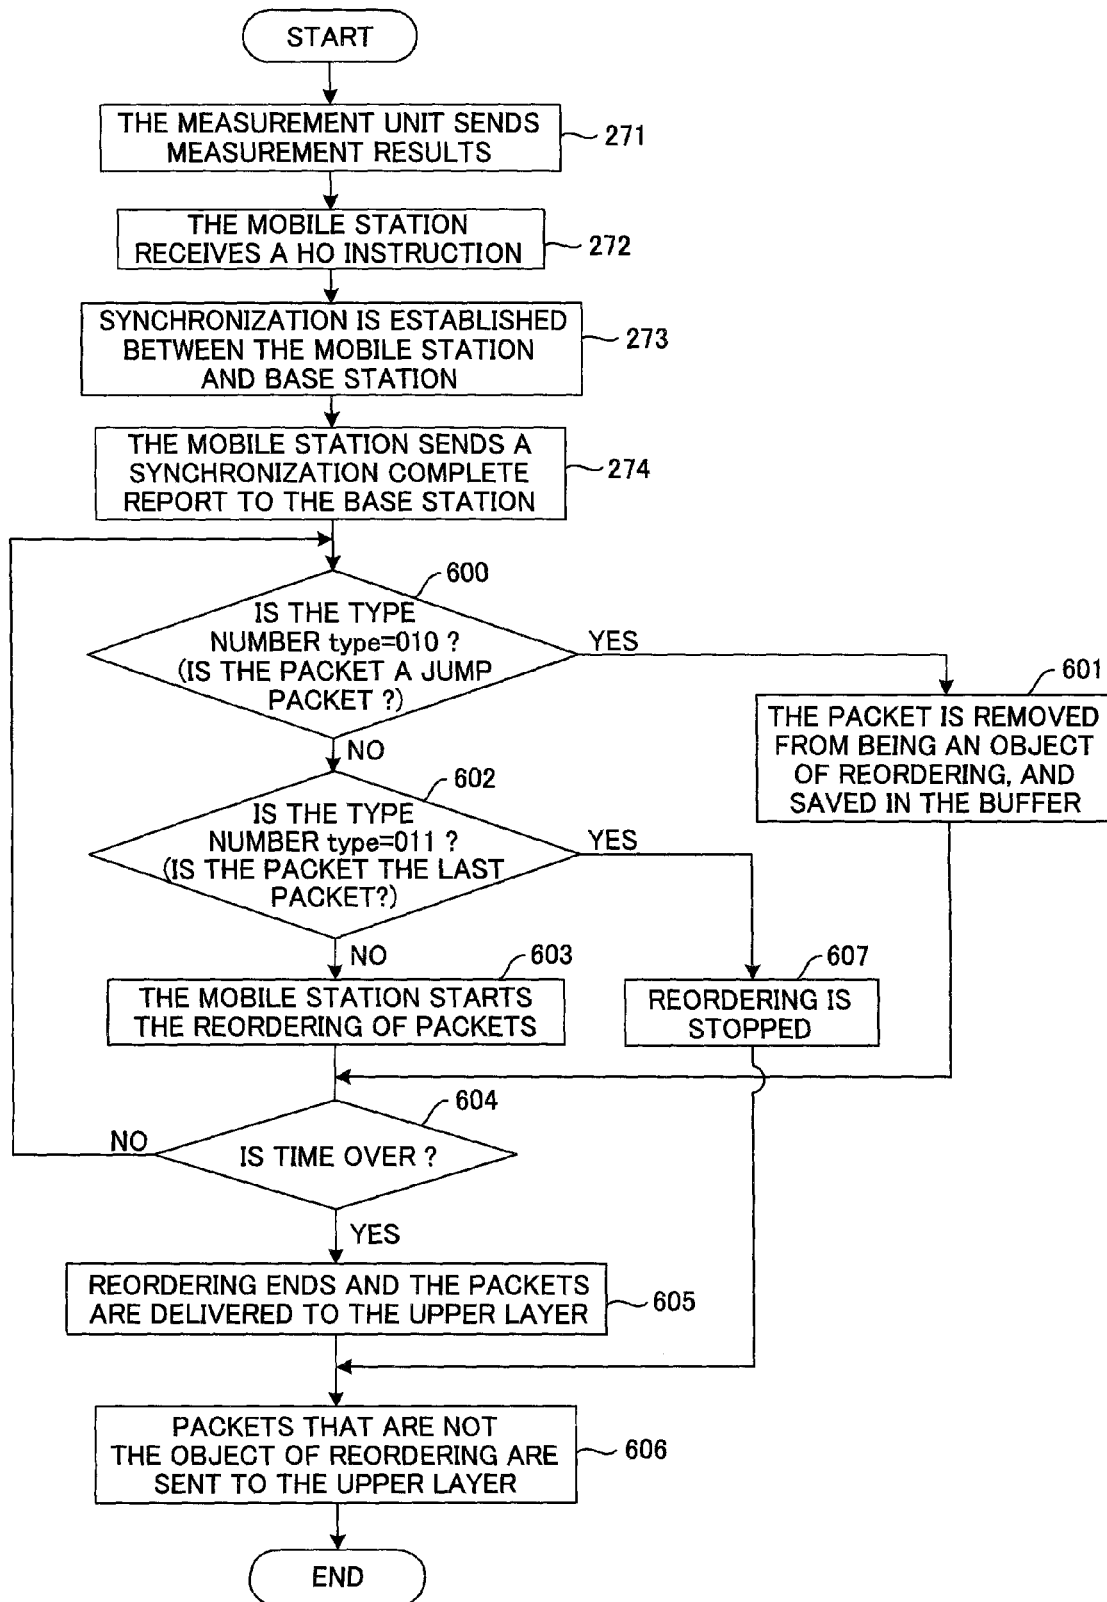 START
THE MEASUREMENT UNIT SENDS
MEASUREMENT RESULTS
271
THE MOBILE STATION
RECEIVES A HO INSTRUCTION
272
SYNCHRONIZATION IS ESTABLISHED
BETWEEN THE MOBILE STATION
AND BASE STATION
273
THE MOBILE STATION SENDS A
SYNCHRONIZATION COMPLETE
REPORT TO THE BASE STATION
274
600
IS THE TYPE
NUMBER type=010 ?
(IS THE PACKET A JUMP
PACKET ?)
YES
NO
601
THE PACKET IS REMOVED
FROM BEING AN OBJECT
OF REORDERING, AND
SAVED IN THE BUFFER
602
IS THE TYPE
NUMBER type=011 ?
(IS THE PACKET THE LAST
PACKET?)
YES
NO
603
THE MOBILE STATION STARTS
THE REORDERING OF PACKETS
607
REORDERING IS
STOPPED
604
IS TIME OVER ?
NO
YES
REORDERING ENDS AND THE PACKETS
ARE DELIVERED TO THE UPPER LAYER
605
PACKETS THAT ARE NOT
THE OBJECT OF REORDERING ARE
SENT TO THE UPPER LAYER
606
END